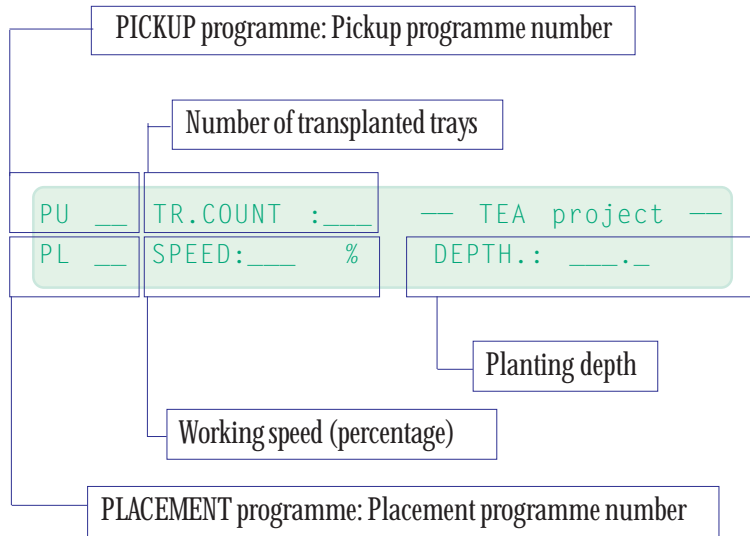 PICKUP programme: Pickup programme number
Number of transplanted trays
PU __ TR.COUNT :___ — TEA project —
PL __ SPEED:___ % DEPTH.: ___._
Planting depth
Working speed (percentage)
PLACEMENT programme: Placement programme number